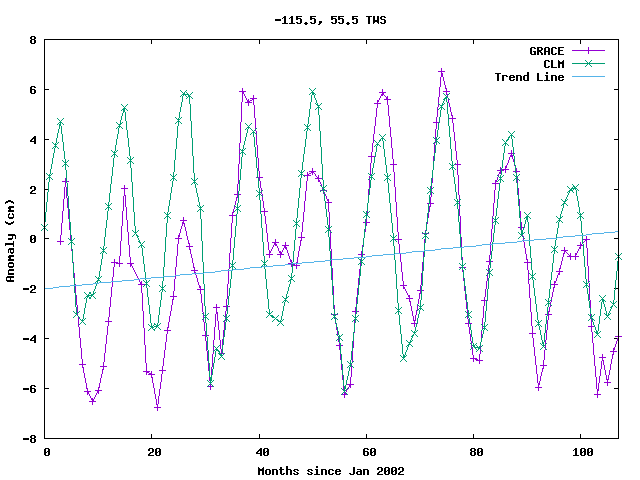 -115.5, 55.5 TWS
GRACE
CLM
Trend Line
8
6
4
2
0
-2
-4
-6
-8
Anomaly (cm)
0 20 40 60 80 100
Months since Jan 2002